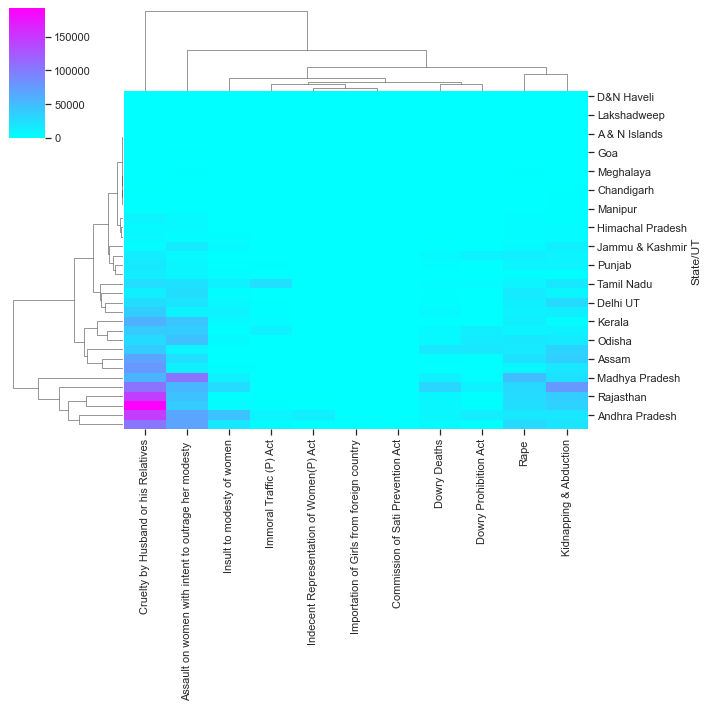 150000
100000
50000
0
D&N Haveli
Lakshadweep
A & N Islands
Goa
Meghalaya
Chandigarh
Manipur
Himachal Pradesh
Jammu & Kashmir
Punjab
Tamil Nadu
Delhi UT
Kerala
Odisha
Assam
Madhya Pradesh
Rajasthan
Andhra Pradesh
State/UT
Cruelty by Husband or his Relatives
Assault on women with intent to outrage her modesty
Insult to modesty of women
Immoral Traffic (P) Act
Indecent Representation of Women(P) Act
Importation of Girls from foreign country
Commission of Sati Prevention Act
Dowry Deaths
Dowry Prohibition Act
Rape
Kidnapping & Abduction